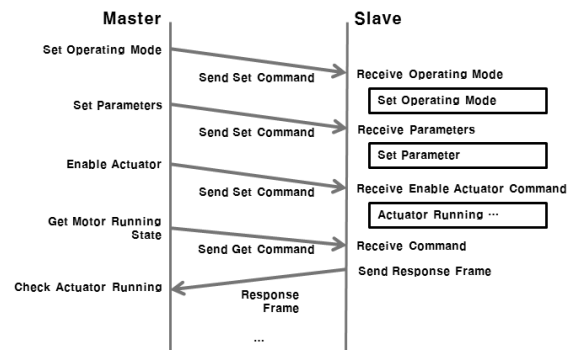 Master
Slave
Set Operating Mode
Send Set Command
Receive Operating Mode
Set Operating Mode
Set Parameters
Send Set Command
Receive Parameters
Set Parameter
Enable Actuator
Send Set Command
Receive Enable Actuator Command
Actuator Running ···
Get Motor Running
State
Send Get Command
Receive Command
Send Response Frame
Check Actuator Running
Response
Frame
...